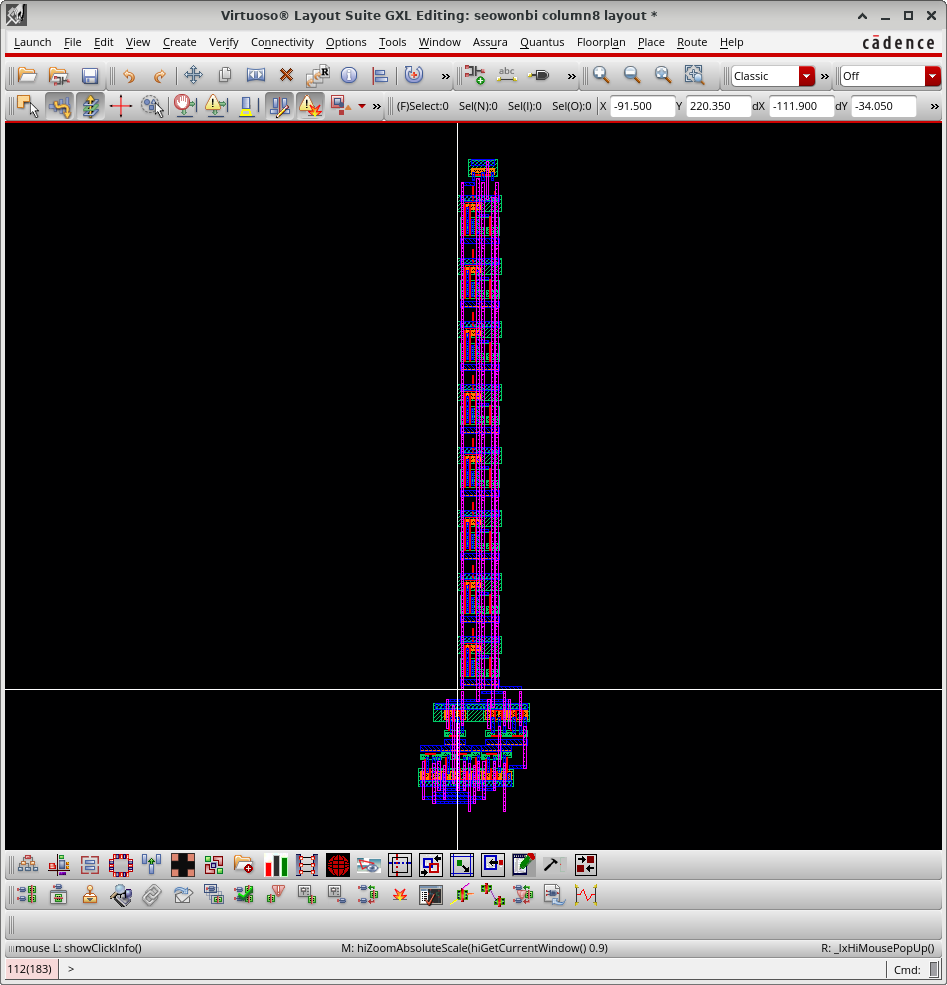 Virtuoso® Layout Suite GXL Editing: seowonbi column8 layout *
Launch File Edit View Create Verify Connectivity Options Tools Window Assura Quantus Floorplan Place Route Help cādence
abc » » Classic » Off
R
» (F)Select:0 Sel(N):0 Sel(I):0 Sel(O):0 X -91.500 Y 220.350 dX -111.900 dY -34.050 »
mouse L: showClickInfo() M: hiZoomAbsoluteScale(hiGetCurrentWindow() 0.9) R: _lxHiMousePopUp()
112(183) > Cmd: